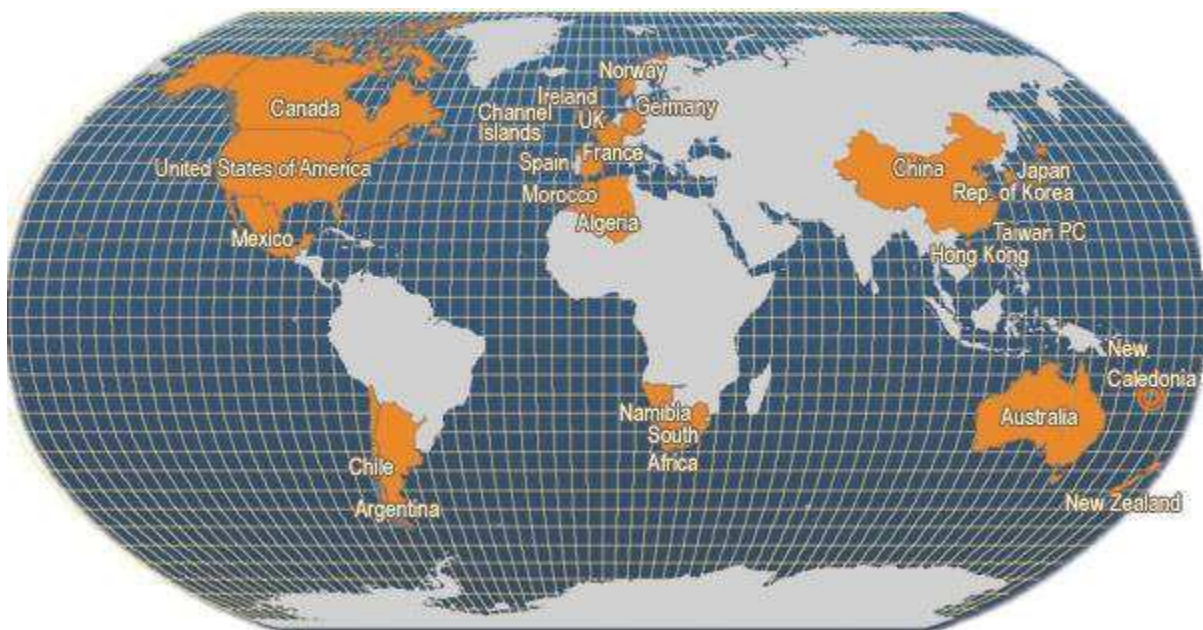 Norway
Ireland
Germany
Canada
Channel
Islands
UK
France
United States of America
Spain
China
Japan
Rep. of Korea
Morocco
Algeria
Mexico
Taiwan PC
Hong Kong
New
Caledonia
Namibia
South
Africa
Australia
Chile
Argentina
New Zealand